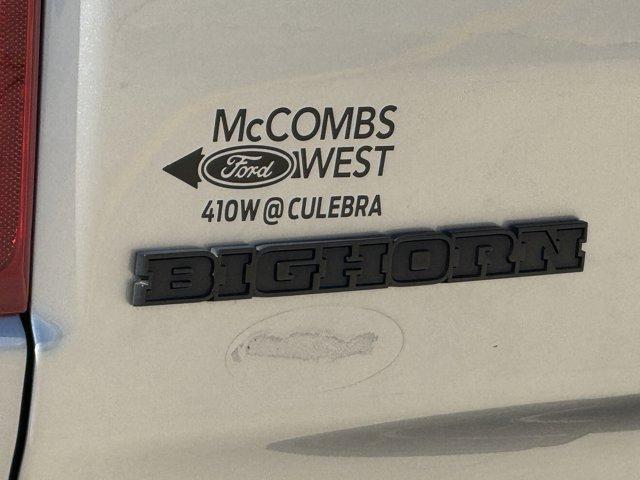 McCOMBS
Ford WEST
410W @ CULEBRA
BIGHORN